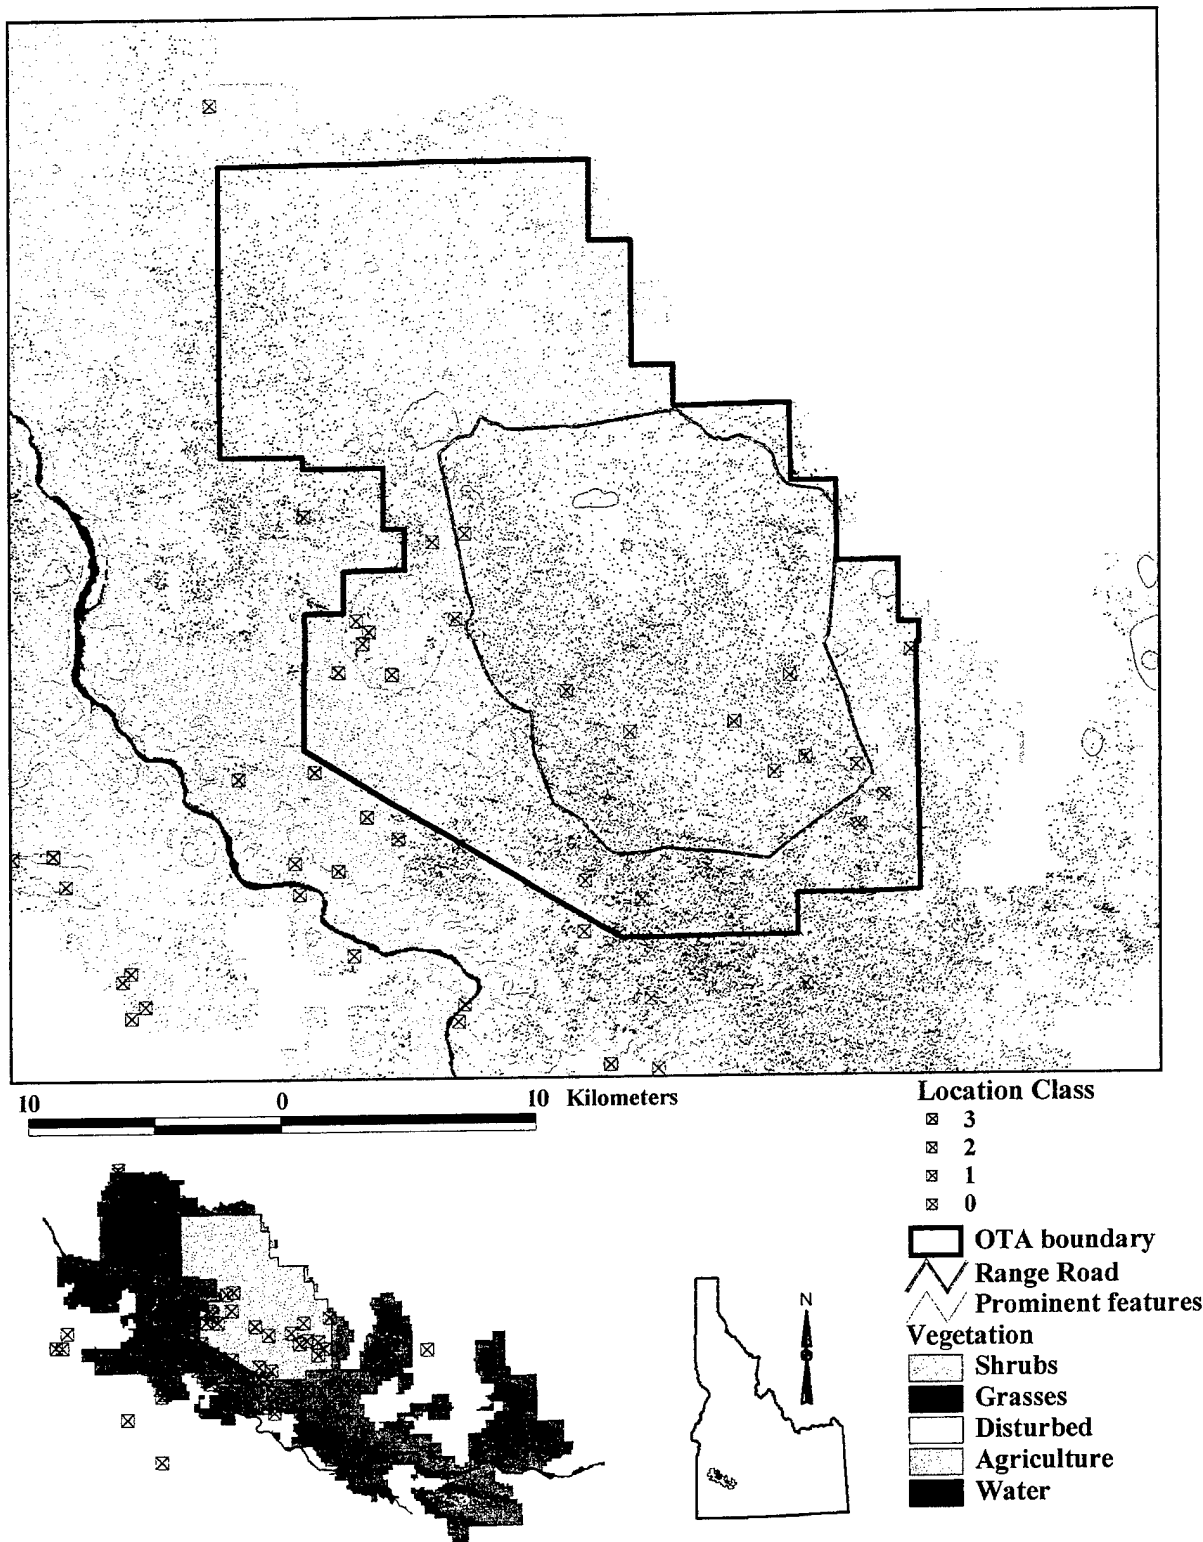 10 0 10 Kilometers
Location Class
3
2
1
0
OTA boundary
Range Road
Prominent features
Vegetation
Shrubs
Grasses
Disturbed
Agriculture
Water
N